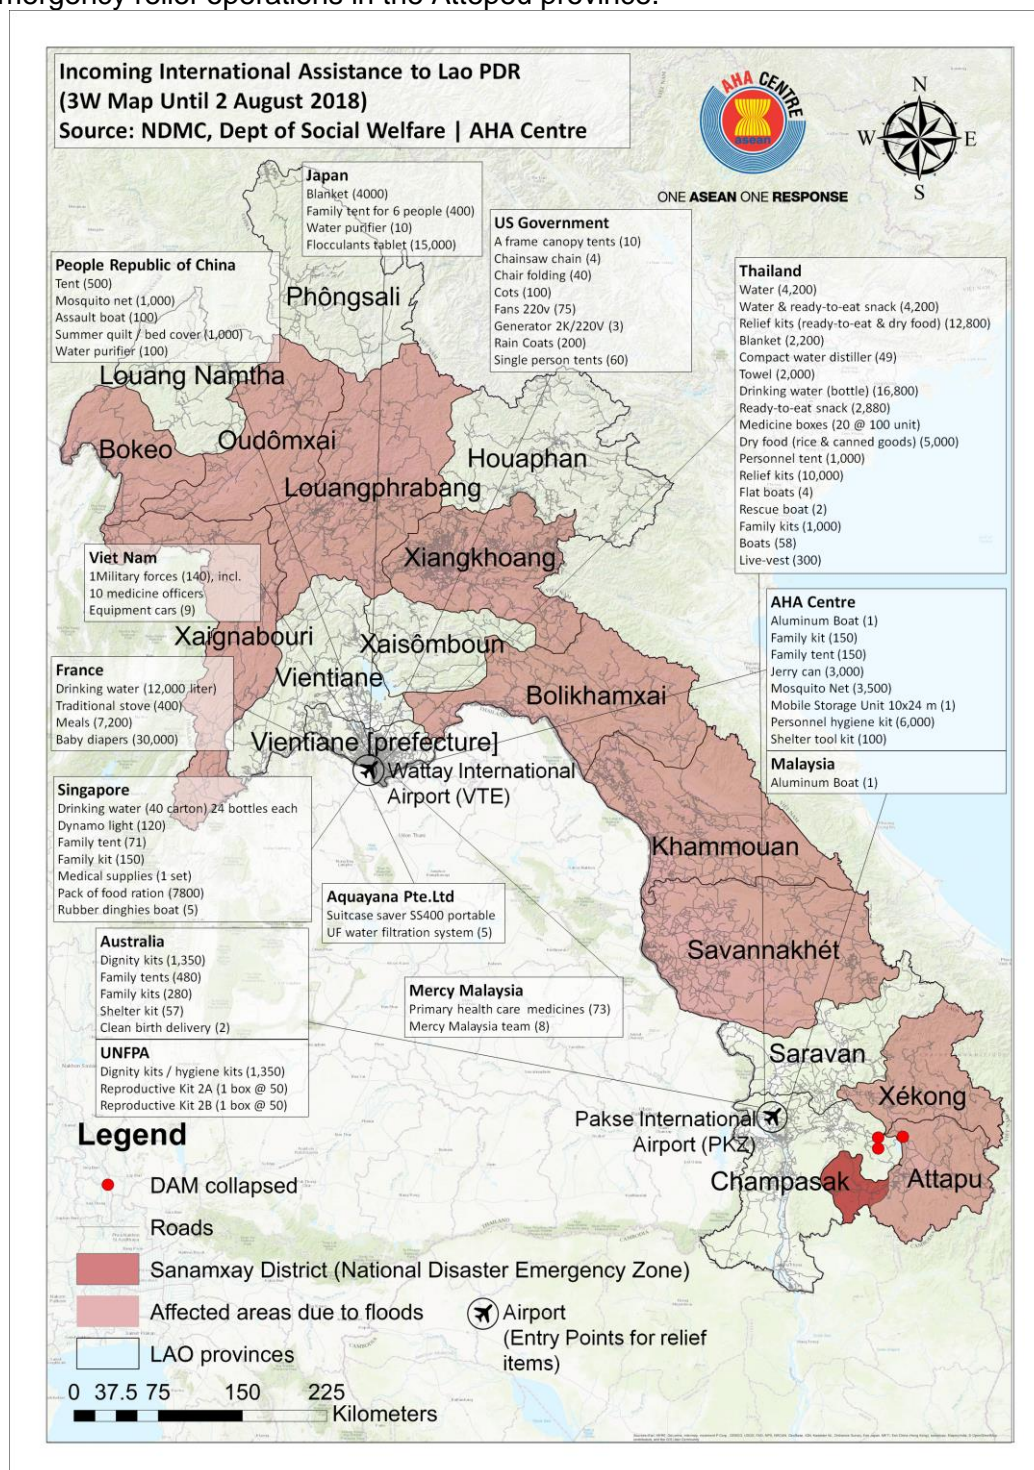 mergency relief operations in the Attopeu province.
Incoming International Assistance to Lao PDR
(3W Map Until 2 August 2018)
Source: NDMC, Dept of Social Welfare | AHA Centre
AHA CENTRE
asean
ONE ASEAN ONE RESPONSE
N
W
E
S
Japan
Blanket (4000)
Family tent for 6 people (400)
Water purifier (10)
Flocculants tablet (15,000)
US Government
A frame canopy tents (10)
Chainsaw chain (4)
Chair folding (40)
Cots (100)
Fans 220v (75)
Generator 2K/220V (3)
Rain Coats (200)
Single person tents (60)
People Republic of China
Tent (500)
Mosquito net (1,000)
Assault boat (100)
Summer quilt / bed cover (1,000)
Water purifier (100)
Thailand
Water (4,200)
Water & ready-to-eat snack (4,200)
Relief kits (ready-to-eat & dry food) (12,800)
Blanket (2,200)
Compact water distiller (49)
Towel (2,000)
Drinking water (bottle) (16,800)
Ready-to-eat snack (2,880)
Medicine boxes (20 @ 100 unit)
Dry food (rice & canned goods) (5,000)
Personnel tent (1,000)
Relief kits (10,000)
Flat boats (4)
Rescue boat (2)
Family kits (1,000)
Boats (58)
Live-vest (300)
Phôngsali
Louang Namtha
Bokeo
Oudômxai
Houaphan
Louangphrabang
Xiangkhoang
Viet Nam
1Military forces (140), incl.
10 medicine officers
Equipment cars (9)
Xaignabouri
Xaisômboun
Vientiane
Bolikhamxai
AHA Centre
Aluminum Boat (1)
Family kit (150)
Family tent (150)
Jerry can (3,000)
Mosquito Net (3,500)
Mobile Storage Unit 10x24 m (1)
Personnel hygiene kit (6,000)
Shelter tool kit (100)
Malaysia
Aluminum Boat (1)
France
Drinking water (12,000 liter)
Traditional stove (400)
Meals (7,200)
Baby diapers (30,000)
Vientiane [prefecture]
Wattay International
Airport (VTE)
Singapore
Drinking water (40 carton) 24 bottles each
Dynamo light (120)
Family tent (71)
Family kit (150)
Medical supplies (1 set)
Pack of food ration (7800)
Rubber dinghies boat (5)
Khammouan
Aquayana Pte.Ltd
Suitcase saver SS400 portable
UF water filtration system (5)
Savannakhét
Australia
Dignity kits (1,350)
Family tents (480)
Family kits (280)
Shelter kit (57)
Clean birth delivery (2)
Mercy Malaysia
Primary health care medicines (73)
Mercy Malaysia team (8)
UNFPA
Dignity kits / hygiene kits (1,350)
Reproductive Kit 2A (1 box @ 50)
Reproductive Kit 2B (1 box @ 50)
Saravan
Xékong
Pakse International
Airport (PKZ)
Champasak
Attapu
Legend
DAM collapsed
Roads
Sanamxay District (National Disaster Emergency Zone)
Affected areas due to floods
LAO provinces
Airport
(Entry Points for relief
items)
0 37.5 75 150 225
Kilometers